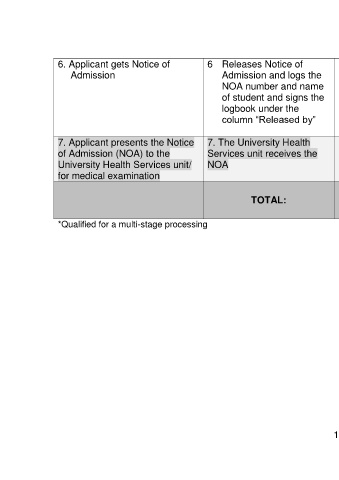 6. Applicant gets Notice of
Admission
6 Releases Notice of
Admission and logs the
NOA number and name
of student and signs the
logbook under the
column “Released by”
7. Applicant presents the Notice
of Admission (NOA) to the
University Health Services unit/
for medical examination
7. The University Health
Services unit receives the
NOA
TOTAL:
*Qualified for a multi-stage processing
1